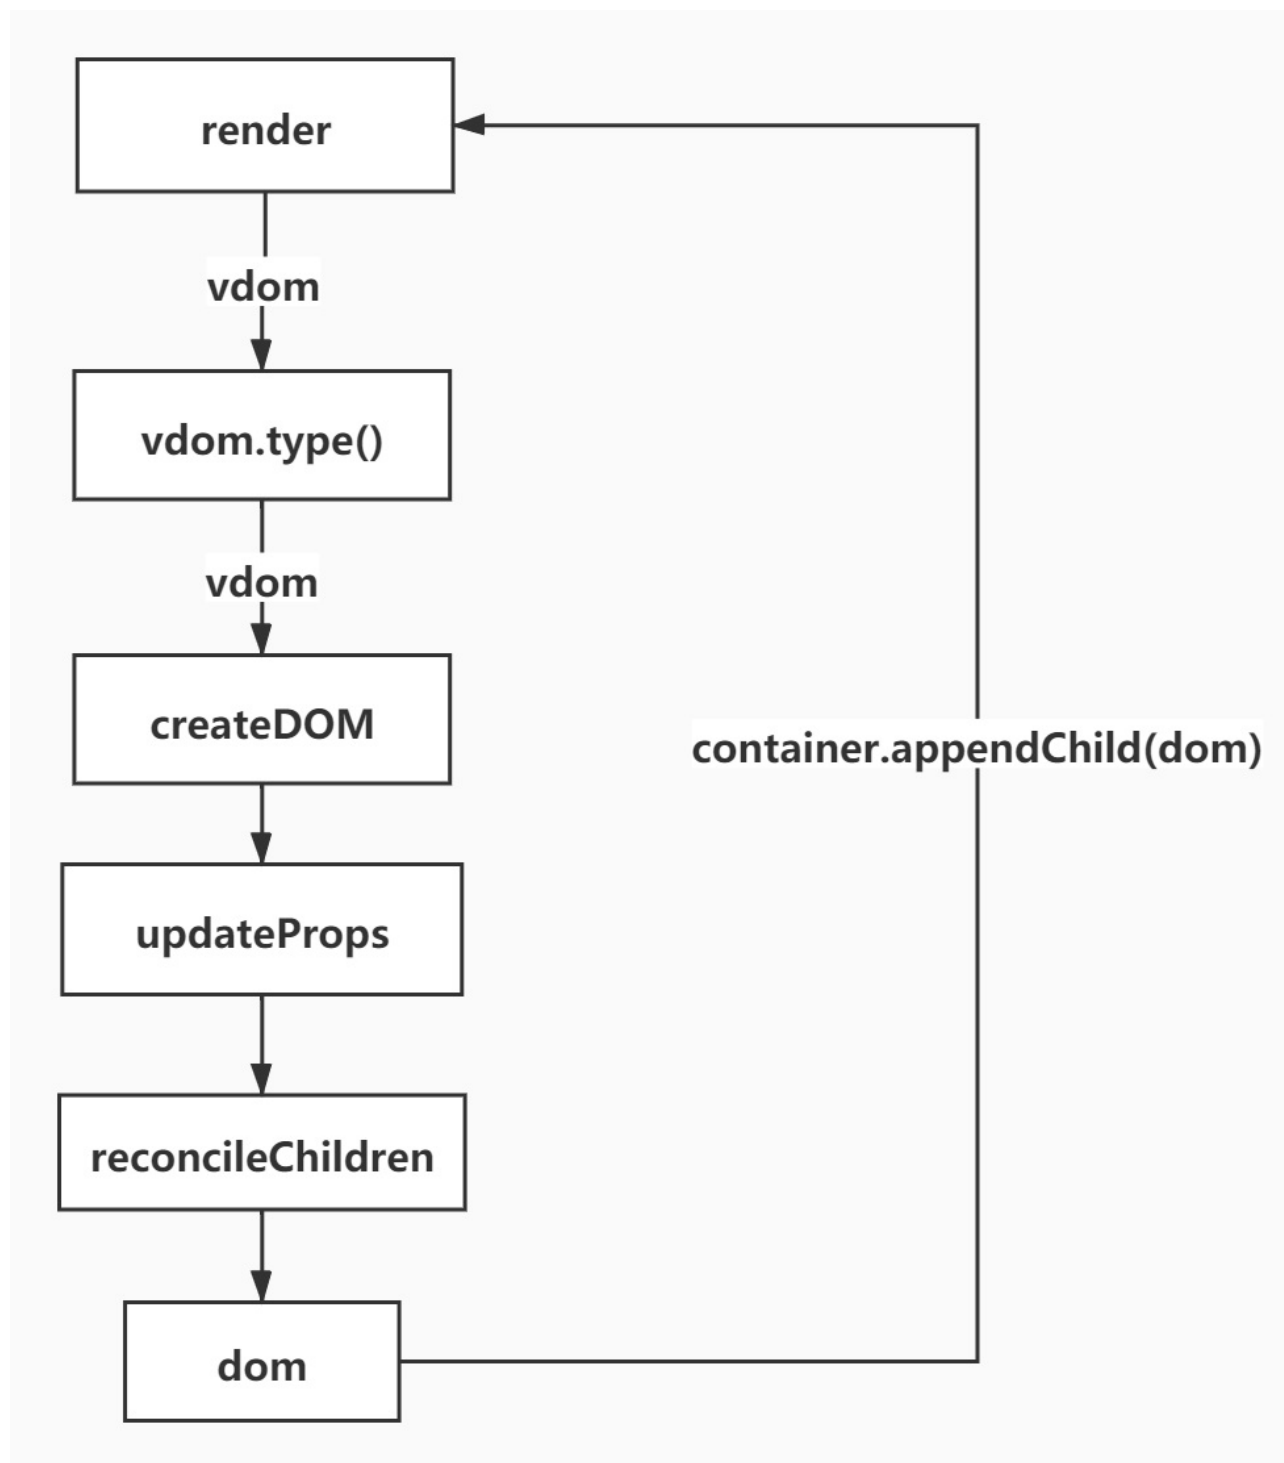 render
vdom
vdom.type()
vdom
createDOM
container.appendChild(dom)
updateProps
reconcileChildren
dom